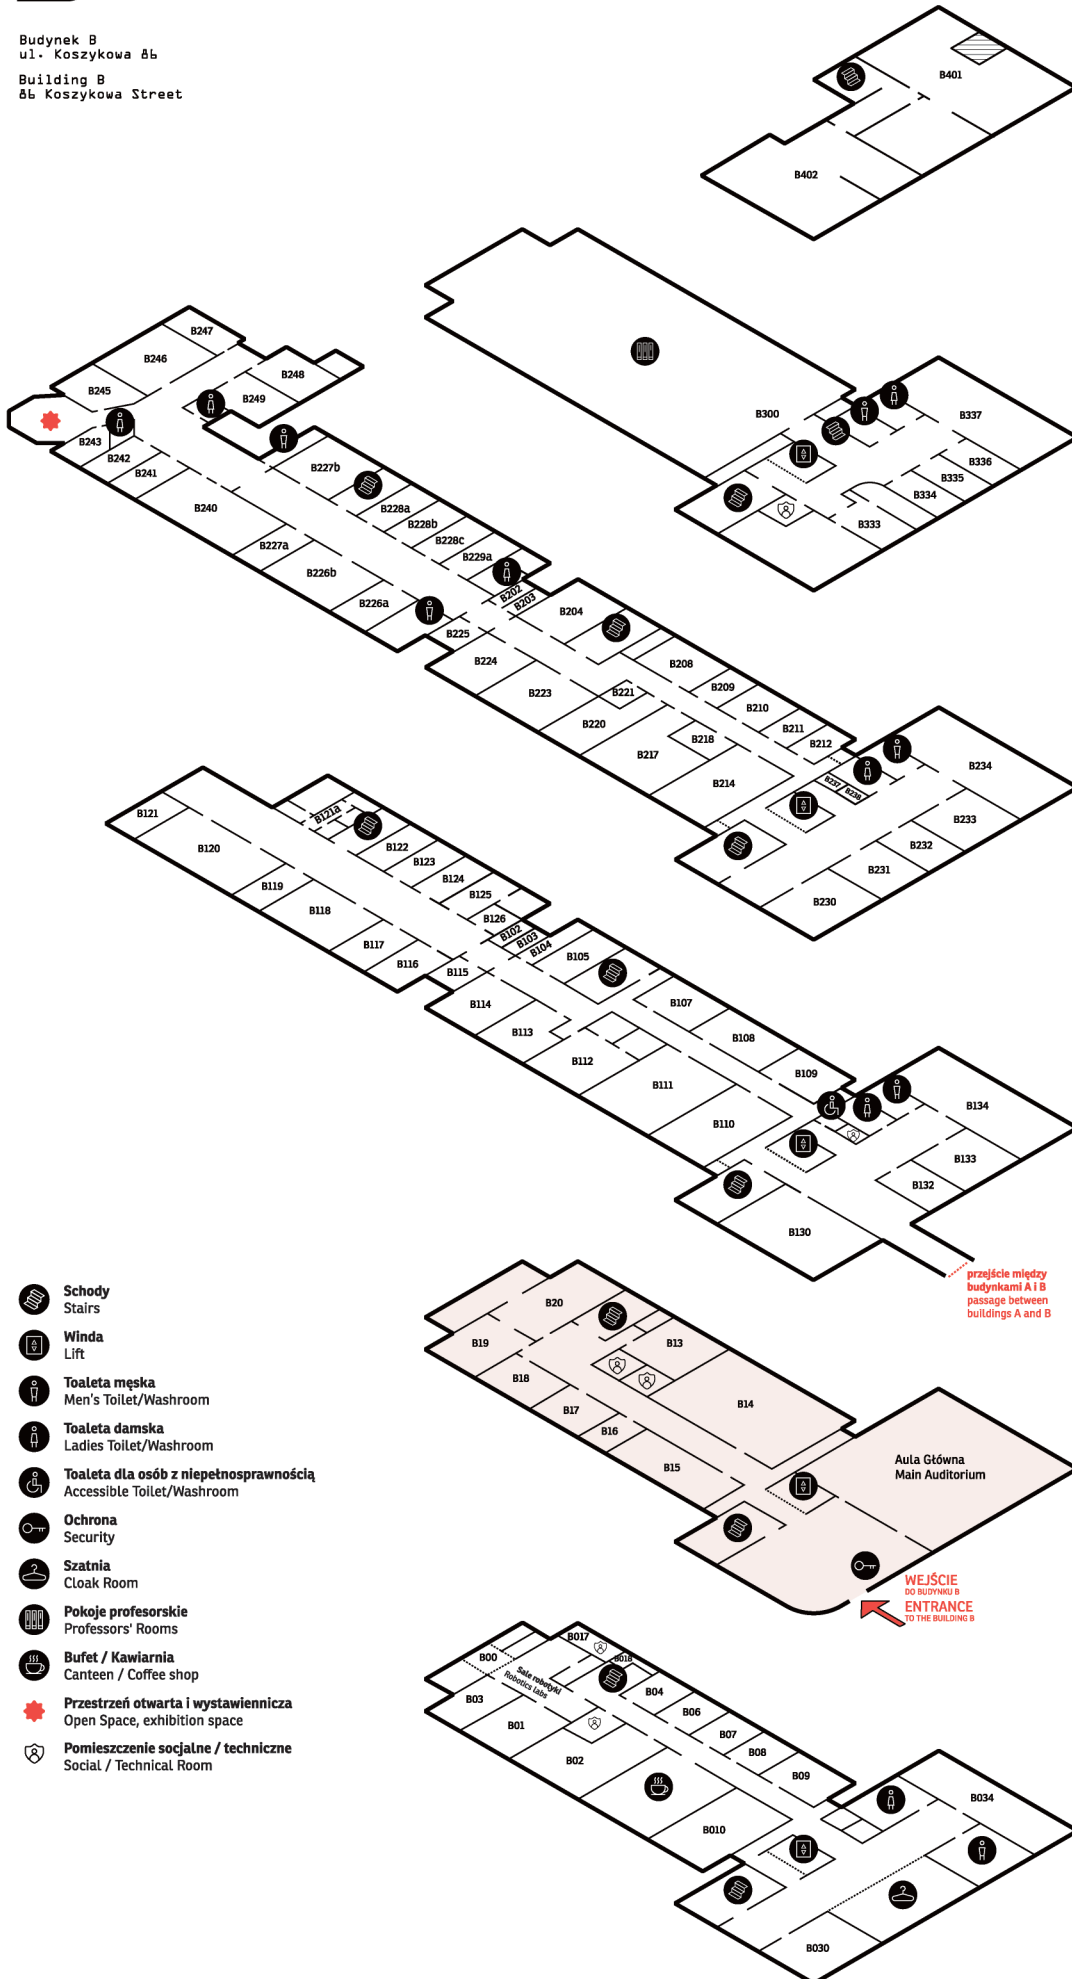 Budynek B
ul. Koszykowa 86
Building B
86 Koszykowa Street
B401
B402
B300
B337
B336
B335
B334
B333
B247
B246
B245
B248
B249
B243
B242
B241
B240
B227b
B228a
B228b
B228c
B229a
B227a
B226b
B226a
B202
B203
B204
B225
B224
B223
B221
B220
B208
B209
B210
B211
B212
B218
B217
B214
B237
B238
B234
B233
B232
B231
B230
B121
B121a
B120
B122
B123
B124
B125
B126
B119
B118
B117
B116
B102
B103
B104
B105
B115
B114
B113
B112
B107
B108
B109
B111
B110
B134
B133
B132
B130
przejście między
budynkami A i B
passage between
buildings A and B
B20
B19
B18
B17
B16
B15
B13
B14
Aula Główna
Main Auditorium
WEJŚCIE
DO BUDYNKU B
ENTRANCE
TO THE BUILDING B
B017
B018
B00
Sale robotyki
Robotics Labs
B03
B01
B02
B04
B06
B07
B08
B09
B010
B034
B030
Schody
Stairs
Winda
Lift
Toaleta męska
Men's Toilet/Washroom
Toaleta damska
Ladies Toilet/Washroom
Toaleta dla osób z niepełnosprawnością
Accessible Toilet/Washroom
Ochrona
Security
Szatnia
Cloak Room
Pokoje profesorskie
Professors' Rooms
Bufet / Kawiarnia
Canteen / Coffee shop
Przestrzeń otwarta i wystawiennicza
Open Space, exhibition space
Pomieszczenie socjalne / techniczne
Social / Technical Room